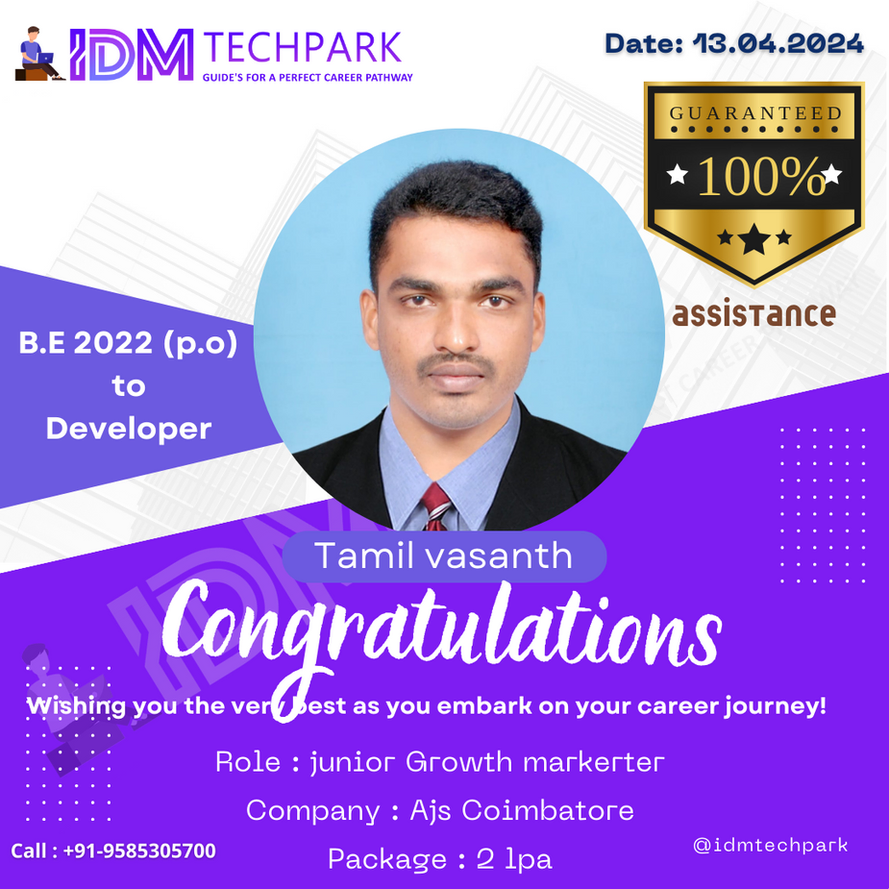 IDM TECHPARK
GUIDE'S FOR A PERFECT CAREER PATHWAY
Date: 13.04.2024
GUARANTEED
100%
assistance
B.E 2022 (p.o)
to
Developer
Tamil vasanth
Congratulations
Wishing you the very best as you embark on your career journey!
Role : junior Growth markerter
Company : Ajs Coimbatore
Package : 2 lpa
Call : +91-9585305700
@idmtechpark